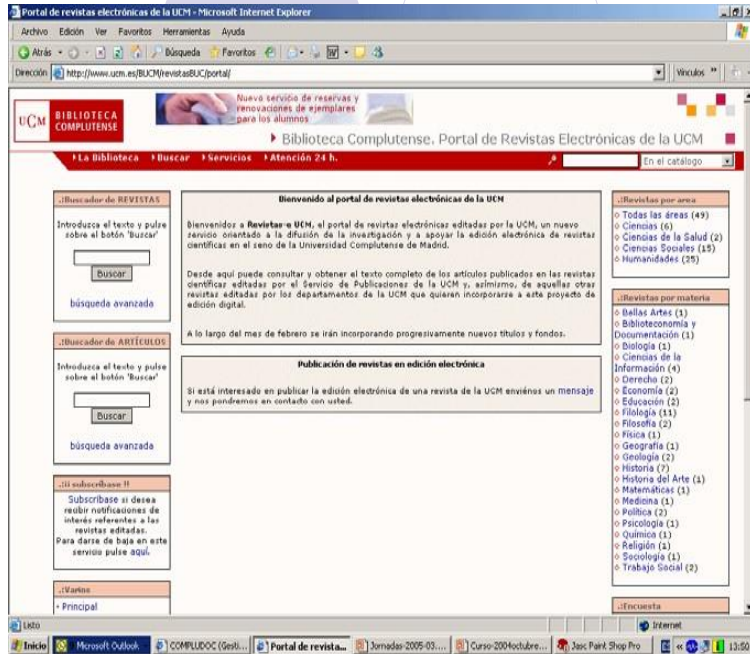 Portal de revistas electrónicas de la UCM - Microsoft Internet Explorer
Archivo Edición Ver Favoritos Herramientas Ayuda
Atrás Búsqueda Favoritos
Dirección http://www.ucm.es/BUCM/revistasBUC/portal/ Vínculos
UCM BIBLIOTECA COMPLUTENSE
Nuevo servicio de reservas y
renovaciones de ejemplares
para los alumnos
Biblioteca Complutense. Portal de Revistas Electrónicas de la UCM
La Biblioteca Buscar Servicios Atención 24 h. En el catálogo
.:Buscador de REVISTAS
Introduzca el texto y pulse
sobre el botón 'Buscar'
Buscar
búsqueda avanzada
.:Buscador de ARTÍCULOS
Introduzca el texto y pulse
sobre el botón 'Buscar'
Buscar
búsqueda avanzada
.:¡¡ subscríbase !!
Subscríbase si desea
recibir notificaciones de
interés referentes a las
revistas editadas.
Para darse de baja en este
servicio pulse aquí.
.:Varios
Principal
Bienvenido al portal de revistas electrónicas de la UCM
Bienvenidos a Revistas-e UCM, el portal de revistas electrónicas editadas por la UCM, un nuevo
servicio orientado a la difusión de la investigación y a apoyar la edición electrónica de revistas
científicas en el seno de la Universidad Complutense de Madrid.
Desde aquí puede consultar y obtener el texto completo de los artículos publicados en las revistas
científicas editadas por el Servicio de Publicaciones de la UCM y, asimismo, de aquellas otras
revistas editadas por los departamentos de la UCM que quieren incorporarse a este proyecto de
edición digital.
A lo largo del mes de febrero se irán incorporando progresivamente nuevos títulos y fondos.
Publicación de revistas en edición electrónica
Si está interesado en publicar la edición electrónica de una revista de la UCM envíenos un mensaje
y nos pondremos en contacto con usted.
.:Revistas por area
Todas las áreas (49)
Ciencias (6)
Ciencias de la Salud (2)
Ciencias Sociales (15)
Humanidades (25)
.:Revistas por materia
Bellas Artes (1)
Biblioteconomía y
Documentación (1)
Biología (1)
Ciencias de la
Información (4)
Derecho (2)
Economía (2)
Educación (2)
Filología (11)
Filosofía (2)
Física (1)
Geografía (1)
Geología (2)
Historia (7)
Historia del Arte (1)
Matemáticas (1)
Medicina (1)
Política (2)
Psicología (1)
Química (1)
Religión (1)
Sociología (1)
Trabajo Social (2)
.:Encuesta
Listo Internet
Inicio Microsoft Outlook COMPLUDOC (Gesti... Portal de revista... Jornadas-2005-03.... Curso-2004octubre... Jasc Paint Shop Pro 13:56